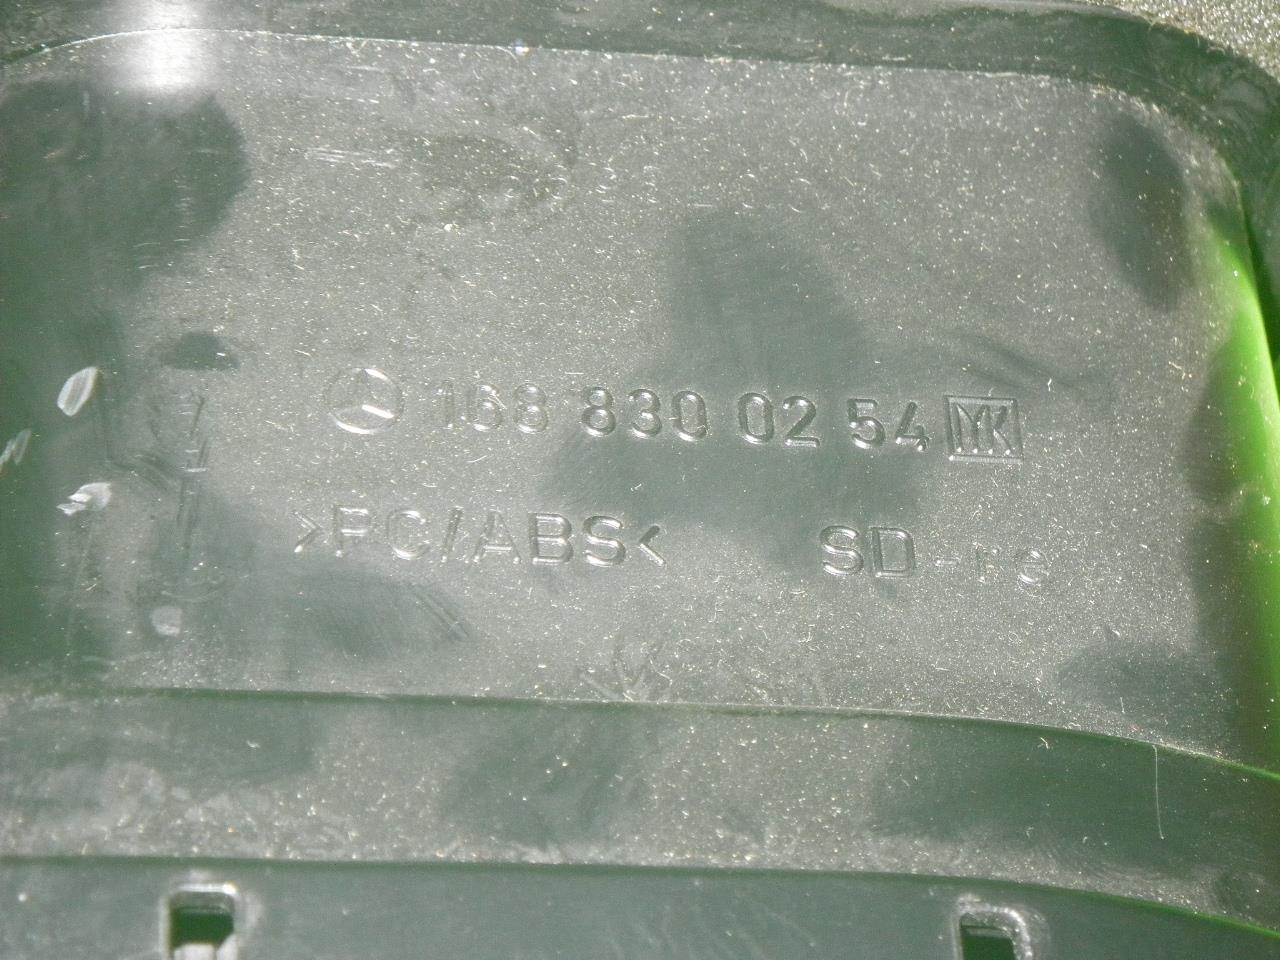 168 830 02 54 MK
>PC/ABS< SD-re